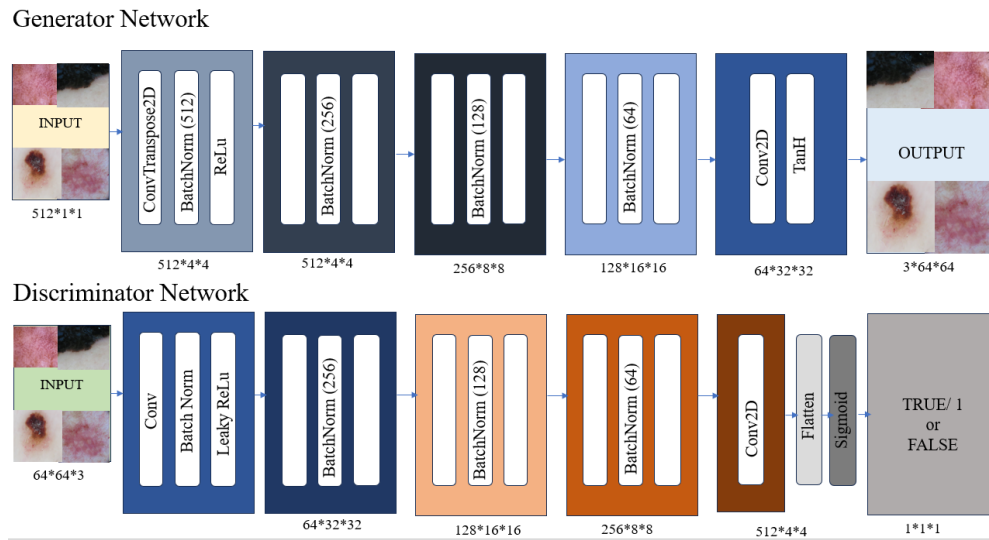 Generator Network
INPUT
512*1*1
ConvTranspose2D
BatchNorm (512)
ReLu
512*4*4
BatchNorm (256)
512*4*4
BatchNorm (128)
256*8*8
BatchNorm (64)
128*16*16
Conv2D
TanH
64*32*32
OUTPUT
3*64*64
Discriminator Network
INPUT
64*64*3
Conv
Batch Norm
Leaky ReLu
BatchNorm (256)
64*32*32
BatchNorm (128)
128*16*16
BatchNorm (64)
256*8*8
Conv2D
512*4*4
Flatten
Sigmoid
TRUE/ 1
or
FALSE
1*1*1